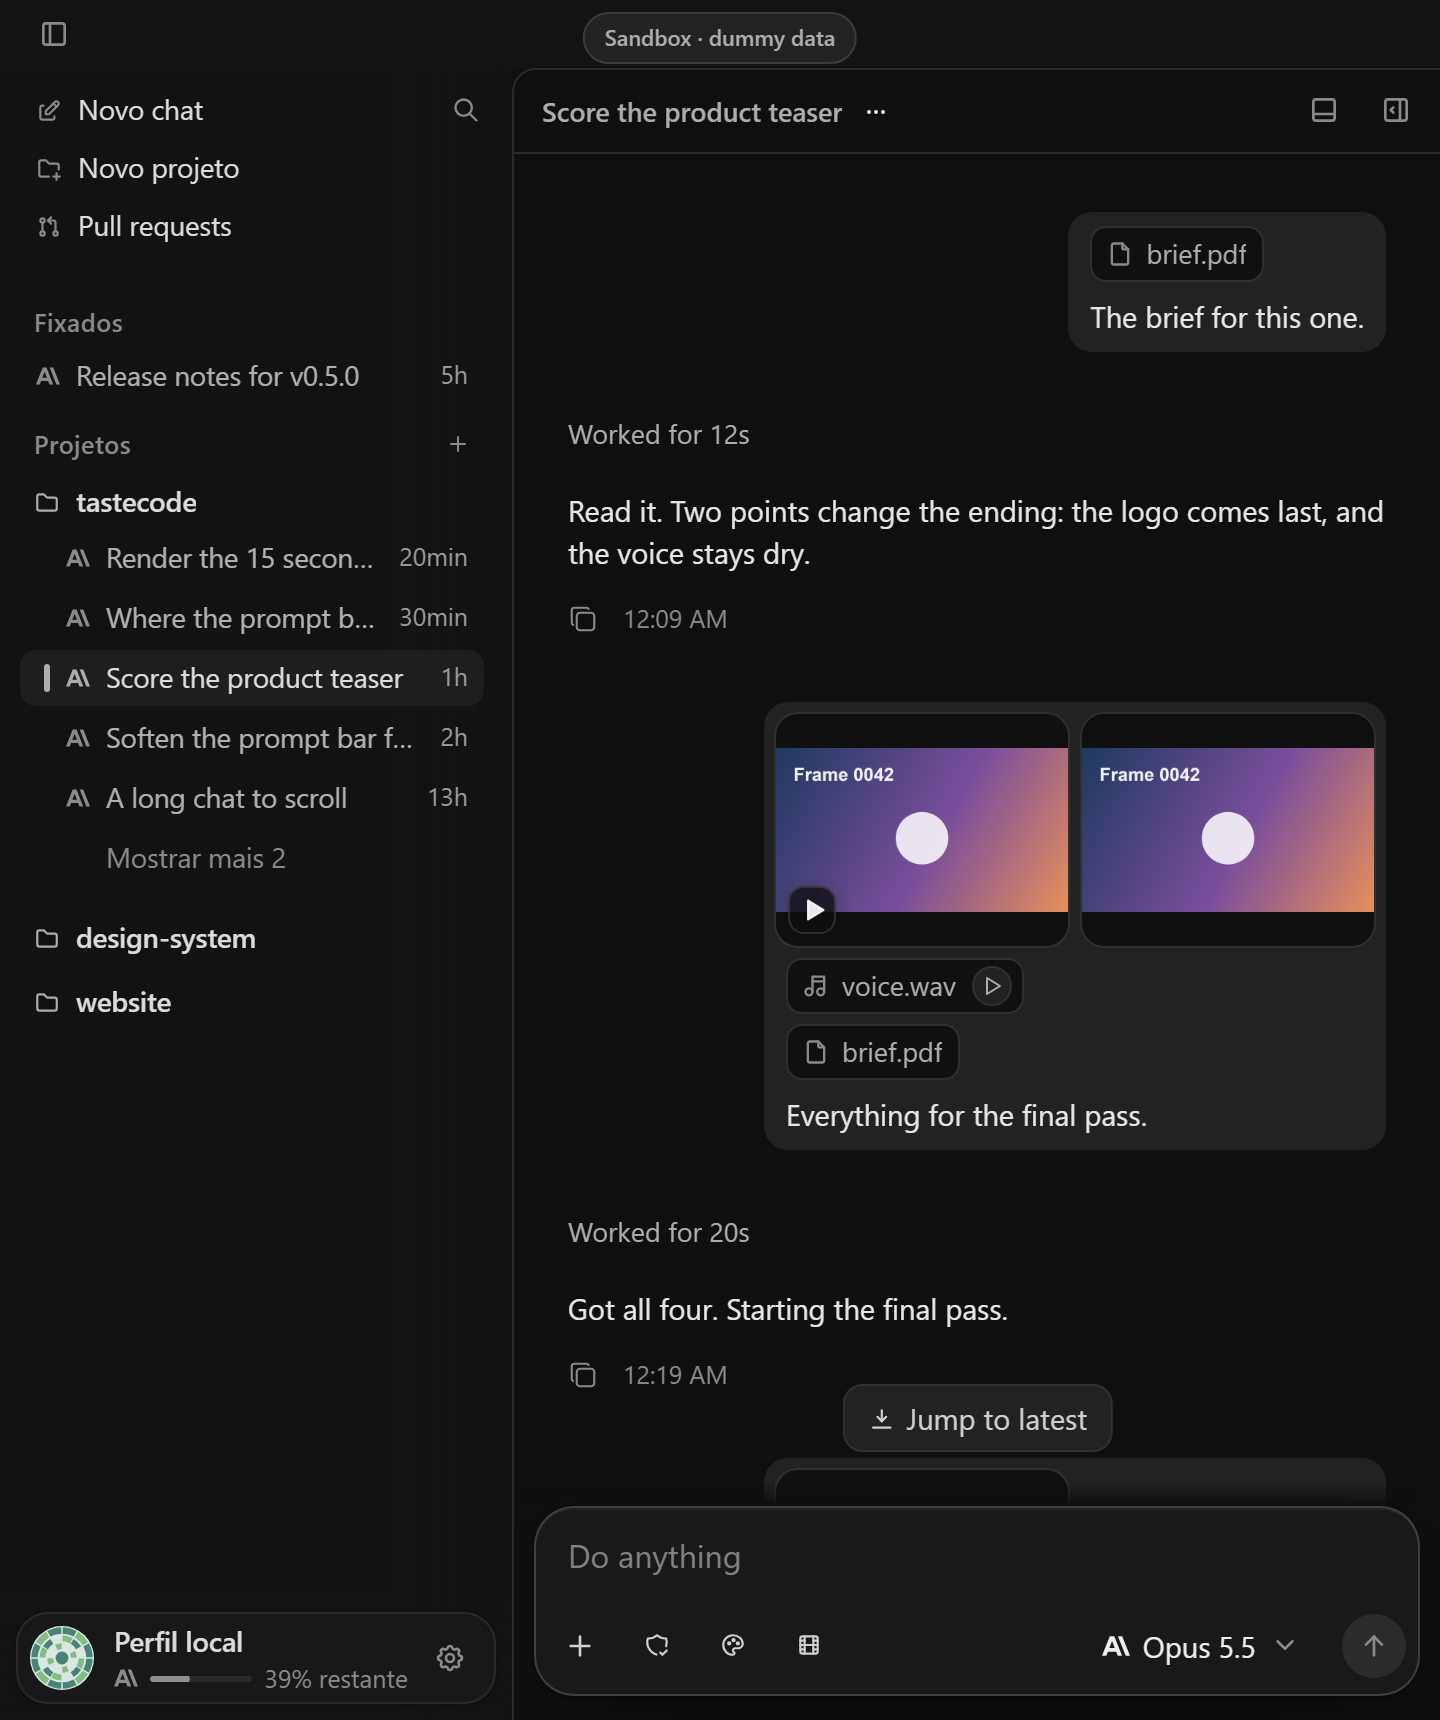 Sandbox · dummy data
Novo chat
Novo projeto
Pull requests
Fixados
Release notes for v0.5.0 5h
Projetos
tastecode
Render the 15 secon... 20min
Where the prompt b... 30min
Score the product teaser 1h
Soften the prompt bar f... 2h
A long chat to scroll 13h
Mostrar mais 2
design-system
website
Perfil local
39% restante
Score the product teaser ...
brief.pdf
The brief for this one.
Worked for 12s
Read it. Two points change the ending: the logo comes last, and
the voice stays dry.
12:09 AM
Frame 0042
Frame 0042
voice.wav
brief.pdf
Everything for the final pass.
Worked for 20s
Got all four. Starting the final pass.
12:19 AM
Jump to latest
Do anything
Opus 5.5